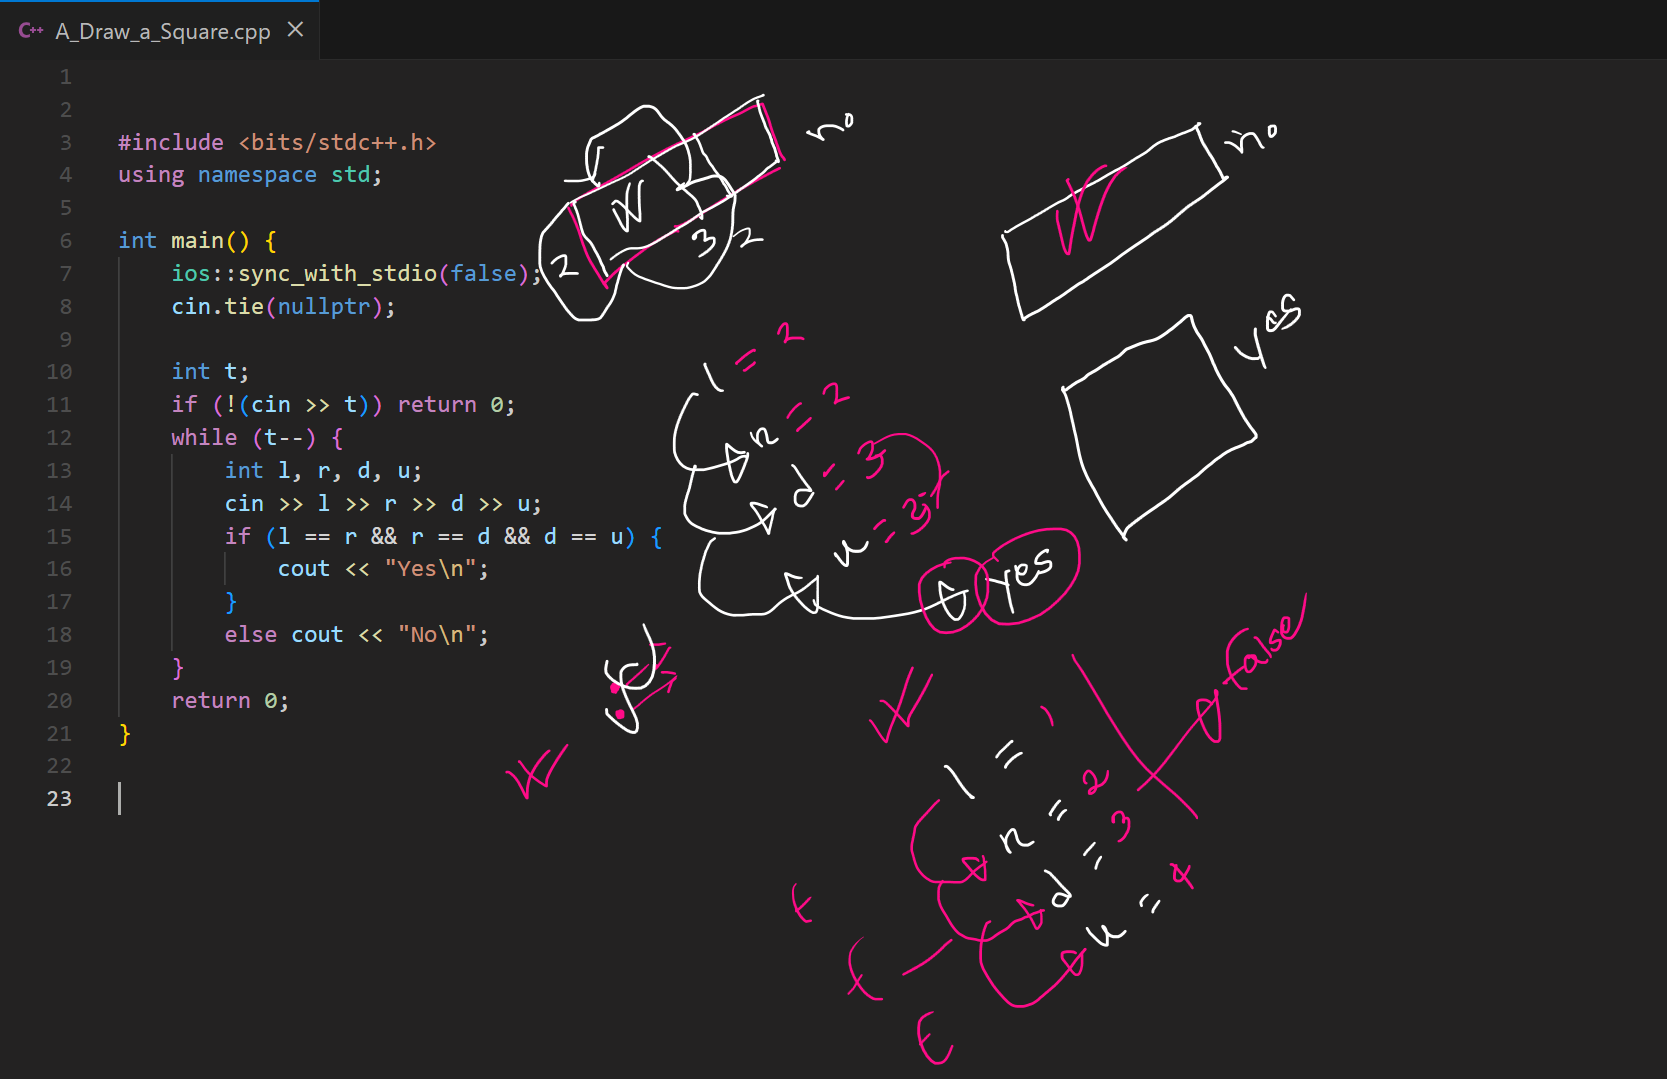 A_Draw_a_Square.cpp
1
2
3 #include <bits/stdc++.h>
4 using namespace std;
5
6 int main() {
7 ios::sync_with_stdio(false);
8 cin.tie(nullptr);
9
10 int t;
11 if (!(cin >> t)) return 0;
12 while (t--) {
13 int l, r, d, u;
14 cin >> l >> r >> d >> u;
15 if (l == r && r == d && d == u) {
16 cout << "Yes\n";
17 }
18 else cout << "No\n";
19 }
20 return 0;
21 }
22
23
no
no
2
3
2
yes
l = 2
r = 2
d = 3
u = 3
yes
false
l = 1
r = 2
d = 3
u = 4